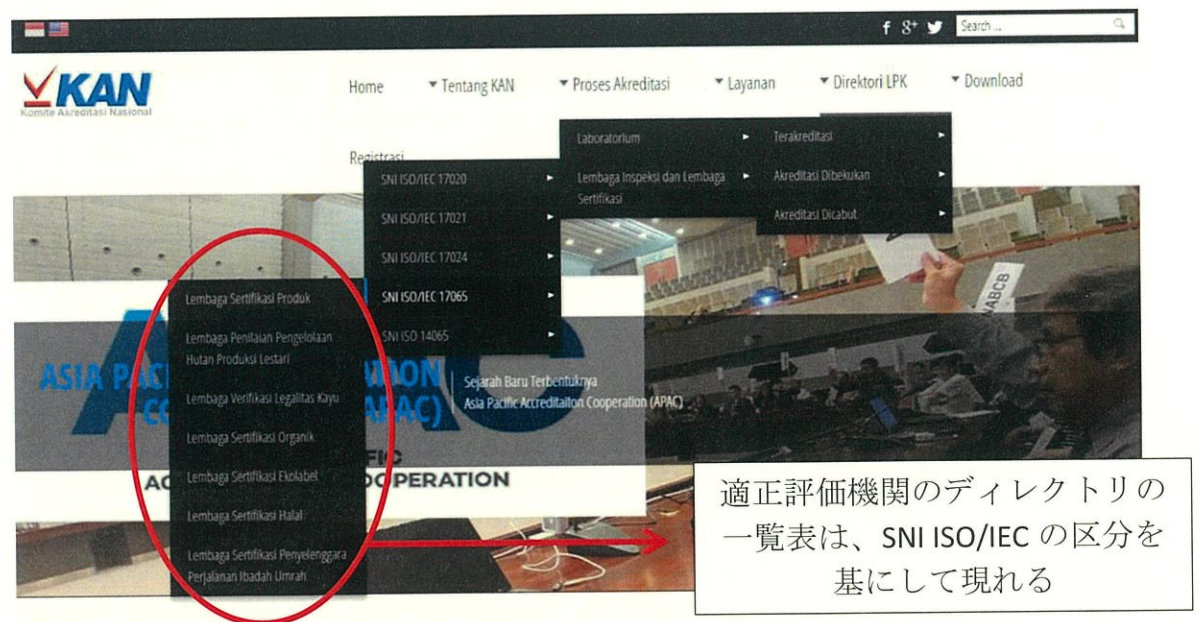 f 8+ Search ...
KAN
Komite Akreditasi Nasional
Home Tentang KAN Proses Akreditasi Layanan Direktori LPK Download
Registrasi
Laboratorium
Lembaga Inspeksi dan Lembaga
Sertifikasi
Terakreditasi
Akreditasi Dibekukan
Akreditasi Dicabut
SNI ISO/IEC 17020
SNI ISO/IEC 17021
SNI ISO/IEC 17024
SNI ISO/IEC 17065
SNI ISO 14065
Lembaga Sertifikasi Produk
Lembaga Penilaian Pengelolaan
Hutan Produksi Lestari
Lembaga Verifikasi Legalitas Kayu
Lembaga Sertifikasi Organik
Lembaga Sertifikasi Ekolabel
Lembaga Sertifikasi Halal
Lembaga Sertifikasi Penyelenggara
Perjalanan Ibadah Umrah
ASIA
APAC)
Sejarah Baru Terbentuknya
Asia Pacific Accreditaiton Cooperation (APAC)
OPERATION
NABCB
適正評価機関のディレクトリの
一覧表は、SNI ISO/IEC の区分を
基にして現れる